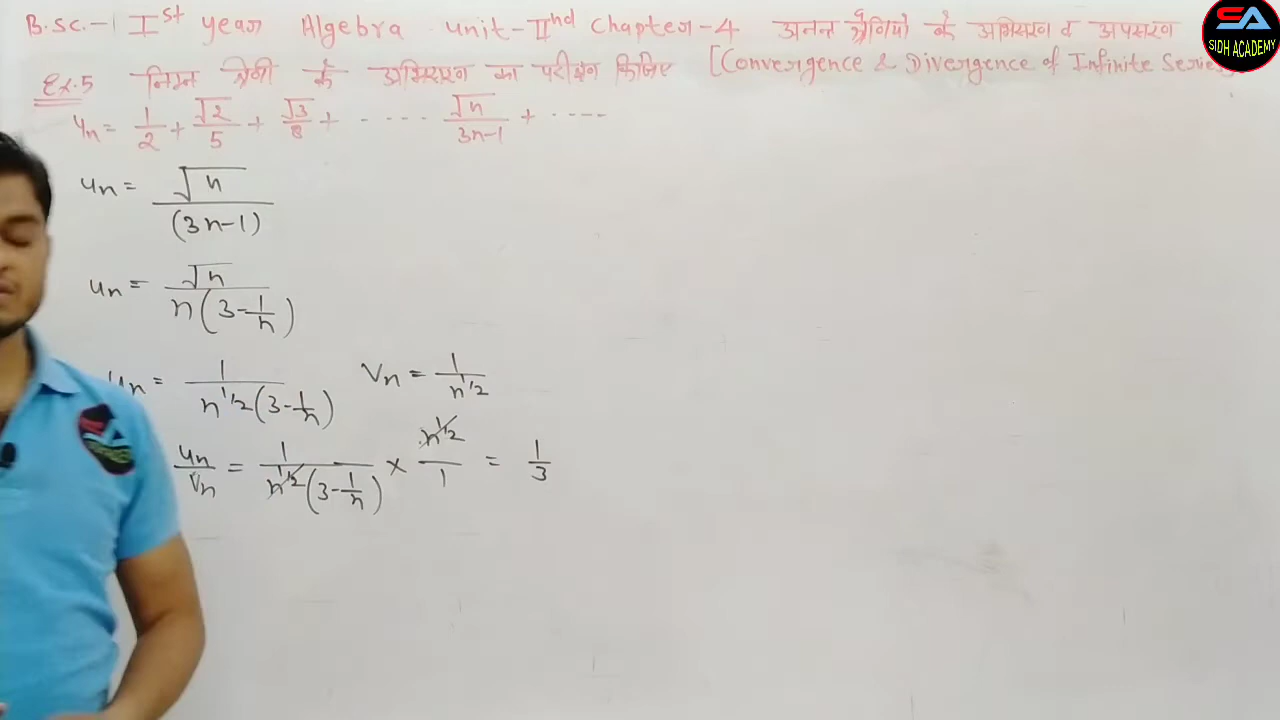 B.sc.-1 Ist year Algebra unit-IInd Chapter-4 अनन्त श्रेणियो के अभिसरण व अपसरण
Ex.5 निम्न श्रेणी के अभिसरण का परीक्षण किजिए [Convergence & Divergence of Infinite Series]
un = 1/2 + √2/5 + √3/8 + ..... √n/3n-1 + ....
un = √n/(3n-1)
un = √n/n(3-1/n)
un = 1/n^1/2(3-1/n) Vn = 1/n^1/2
un/Vn = 1/n^1/2(3-1/n) × n^1/2/1 = 1/3
SA
SIDH ACADEMY